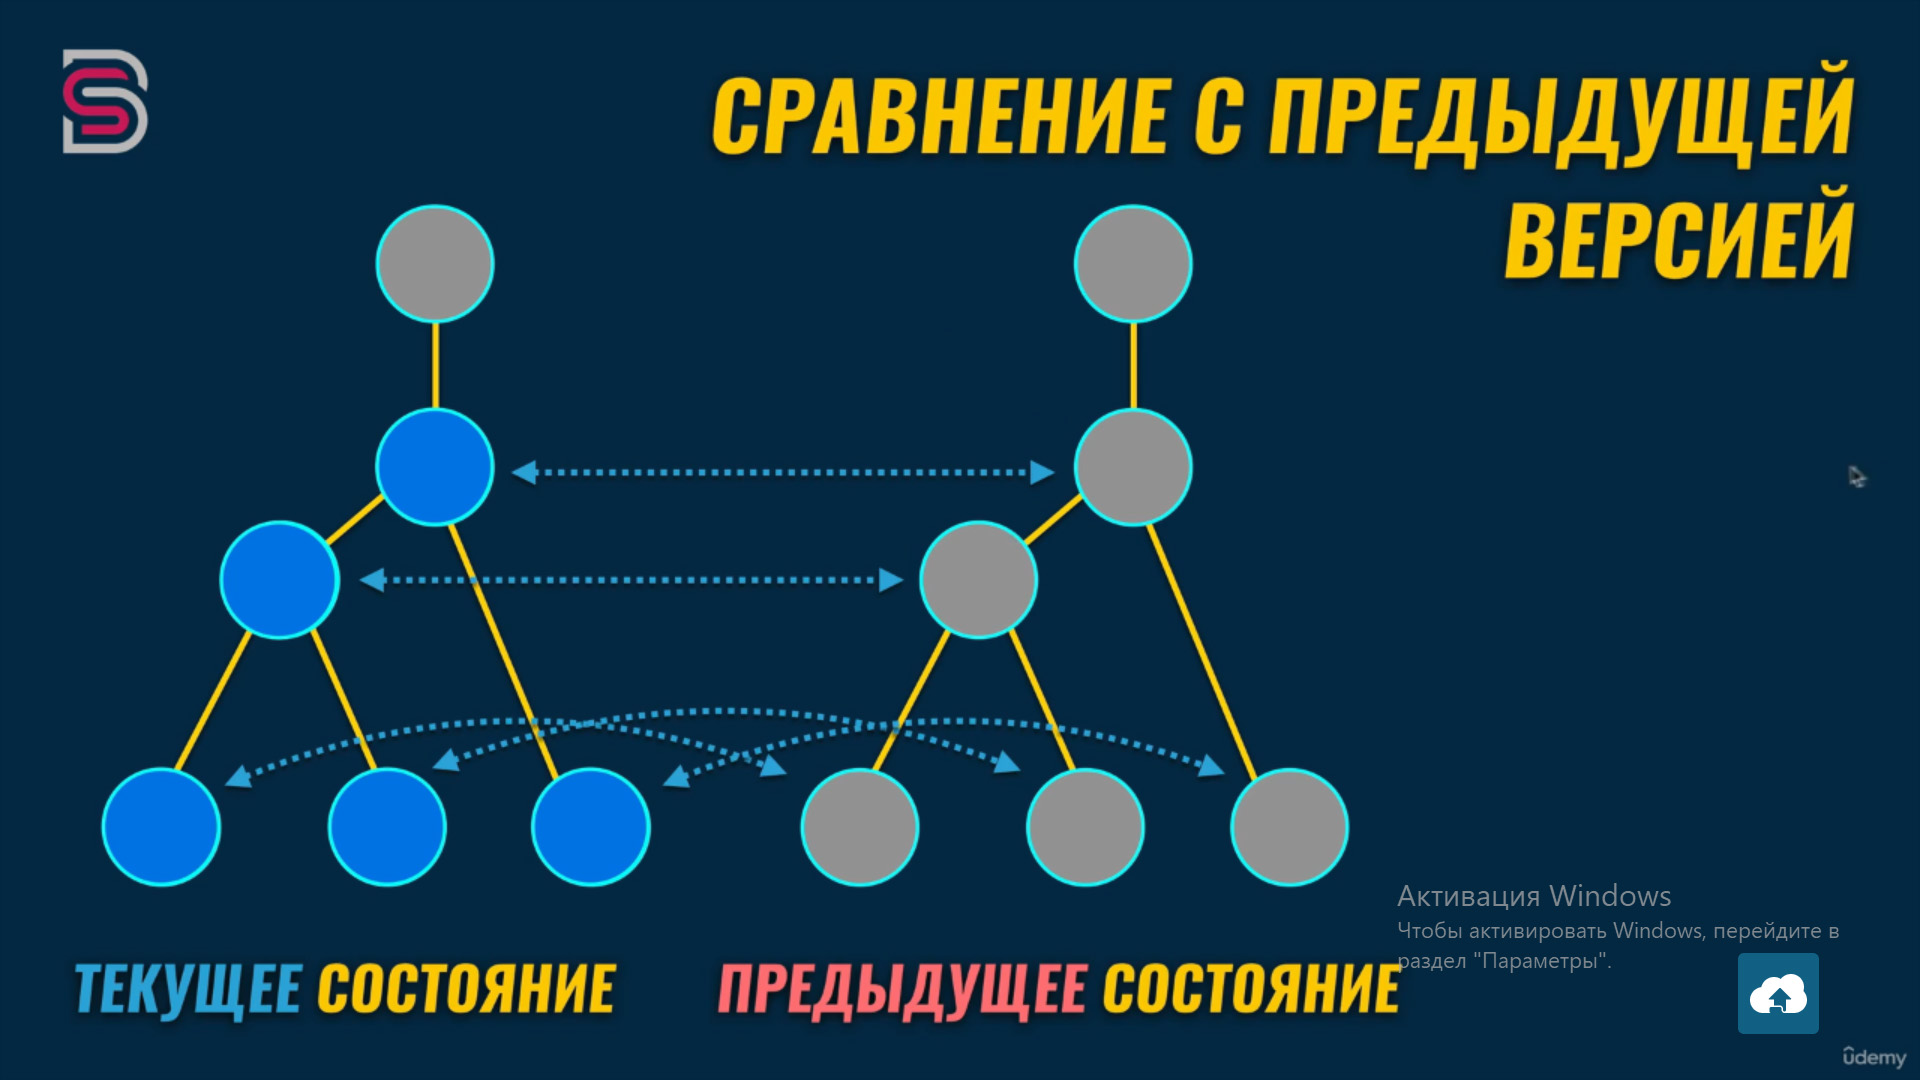 СРАВНЕНИЕ С ПРЕДЫДУЩЕЙ
ВЕРСИЕЙ
ТЕКУЩЕЕ СОСТОЯНИЕ
ПРЕДЫДУЩЕЕ СОСТОЯНИЕ
Активация Windows
Чтобы активировать Windows, перейдите в
раздел "Параметры".
ûdemy